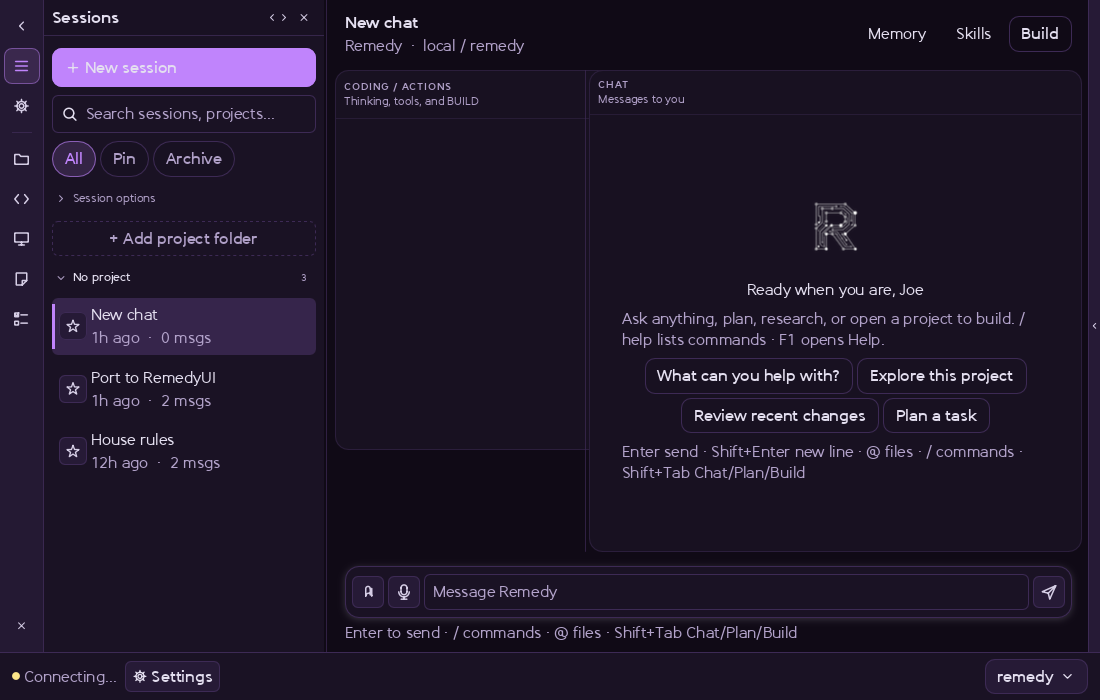 Sessions
New session
Search sessions, projects...
All
Pin
Archive
Session options
+ Add project folder
No project
3
New chat
1h ago · 0 msgs
Port to RemedyUI
1h ago · 2 msgs
House rules
12h ago · 2 msgs
New chat
Remedy · local / remedy
Memory
Skills
Build
CODING / ACTIONS
Thinking, tools, and BUILD
CHAT
Messages to you
R
Ready when you are, Joe
Ask anything, plan, research, or open a project to build. /
help lists commands · F1 opens Help.
What can you help with?
Explore this project
Review recent changes
Plan a task
Enter send · Shift+Enter new line · @ files · / commands ·
Shift+Tab Chat/Plan/Build
Message Remedy
Enter to send · / commands · @ files · Shift+Tab Chat/Plan/Build
Connecting...
Settings
remedy